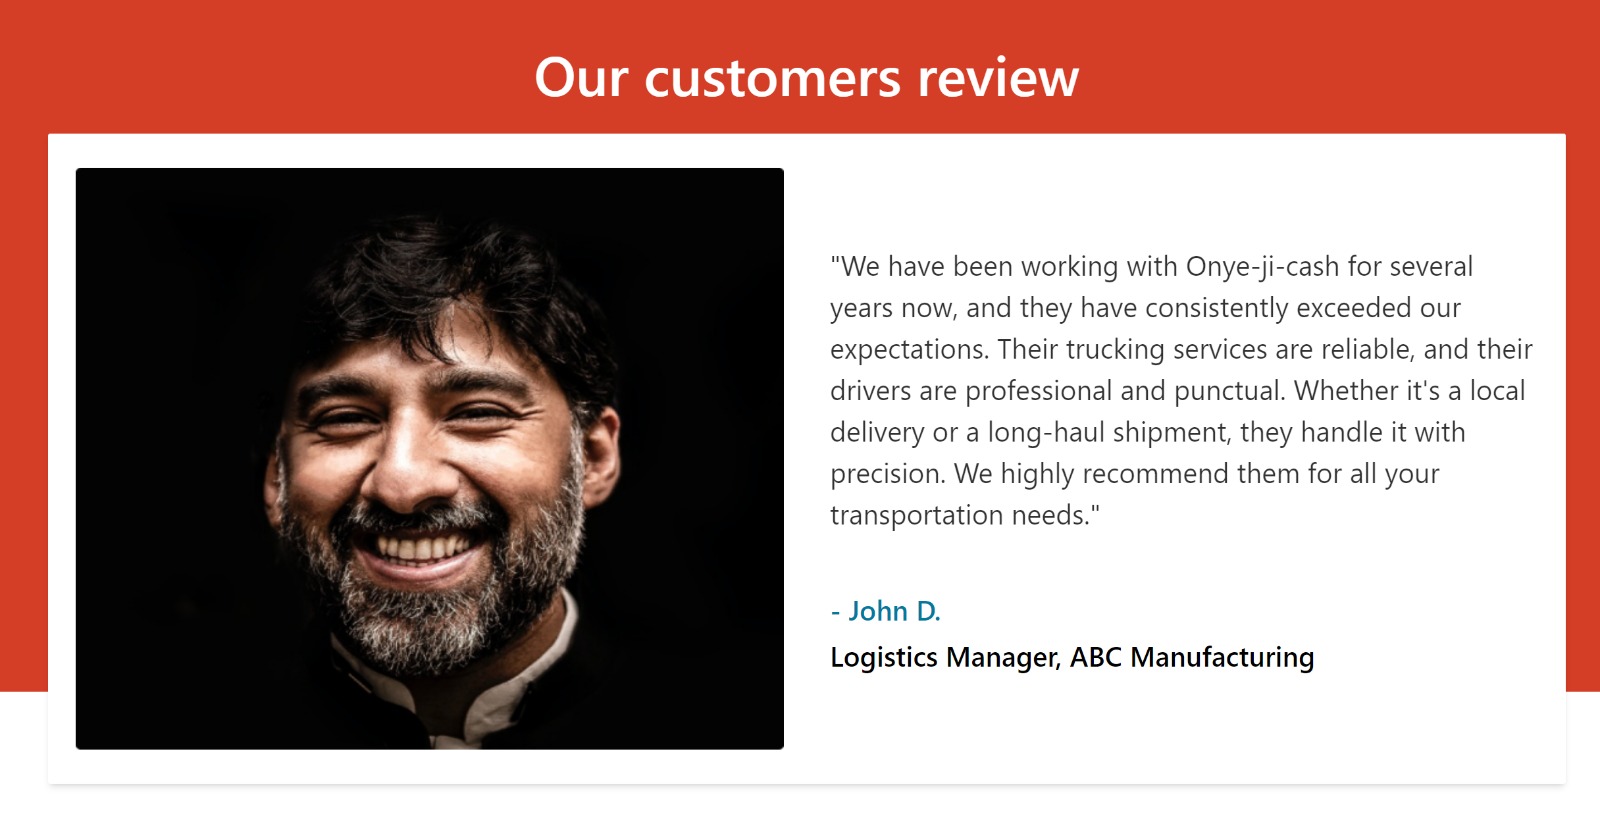 Our customers review
"We have been working with Onye-ji-cash for several
years now, and they have consistently exceeded our
expectations. Their trucking services are reliable, and their
drivers are professional and punctual. Whether it's a local
delivery or a long-haul shipment, they handle it with
precision. We highly recommend them for all your
transportation needs."
- John D.
Logistics Manager, ABC Manufacturing